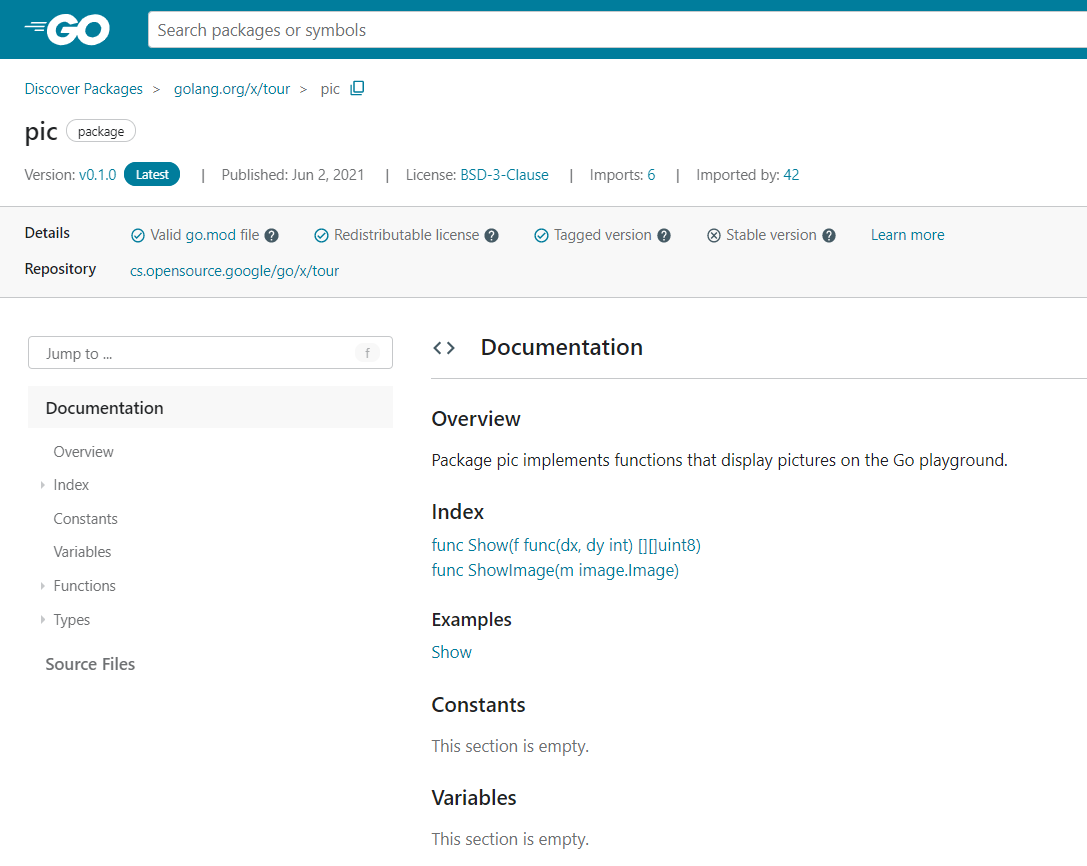 GO
Search packages or symbols
Discover Packages > golang.org/x/tour > pic
pic package
Version: v0.1.0 Latest | Published: Jun 2, 2021 | License: BSD-3-Clause | Imports: 6 | Imported by: 42
Details Valid go.mod file ? Redistributable license ? Tagged version ? Stable version ? Learn more
Repository cs.opensource.google/go/x/tour
Jump to ... f
Documentation
Overview
Index
Constants
Variables
Functions
Types
Source Files
<> Documentation
Overview
Package pic implements functions that display pictures on the Go playground.
Index
func Show(f func(dx, dy int) [][]uint8)
func ShowImage(m image.Image)
Examples
Show
Constants
This section is empty.
Variables
This section is empty.